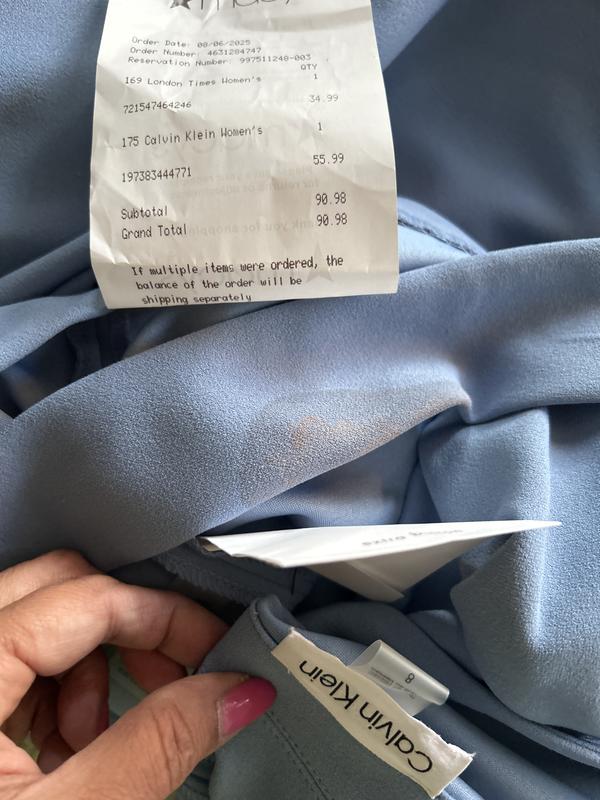 Order Date: 08/06/2025
Order Number: 4631284747
Reservation Number: 997511248-003
QTY
169 London Times Women's 1
721547464246 34.99
175 Calvin Klein Women's 1
197383444771 55.99
Subtotal 90.98
Grand Total 90.98
If multiple items were ordered, the
balance of the order will be
shipping separately
extra button
8
Calvin Klein